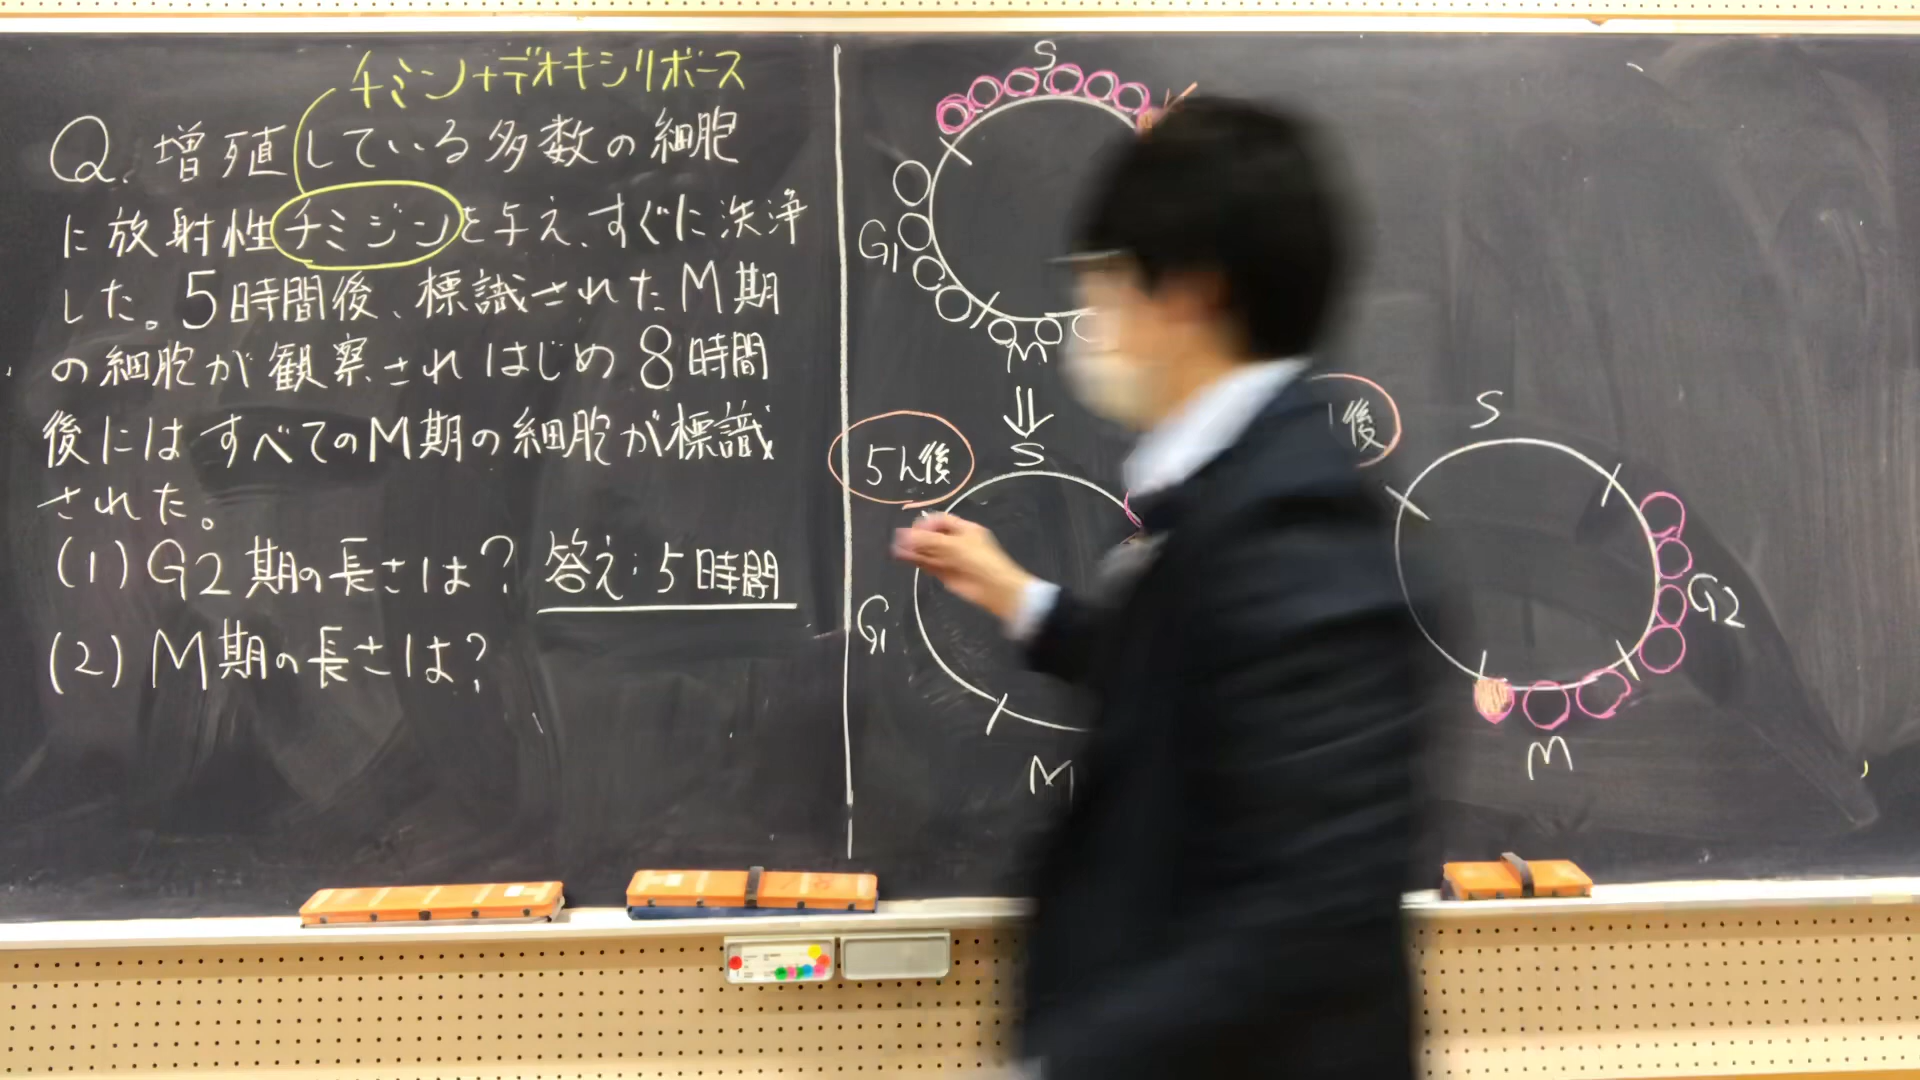 チミン+デオキシリボース
Q.増殖している多数の細胞
に放射性チミジンを与え、すぐに洗浄
した。5時間後、標識されたM期
の細胞が観察されはじめ8時間
後にはすべてのM期の細胞が標識
された。
(1)G2期の長さは?答え:5時間
(2)M期の長さは?
S
G1
M
⇓
5h後
S
G1
M
後
S
G2
M